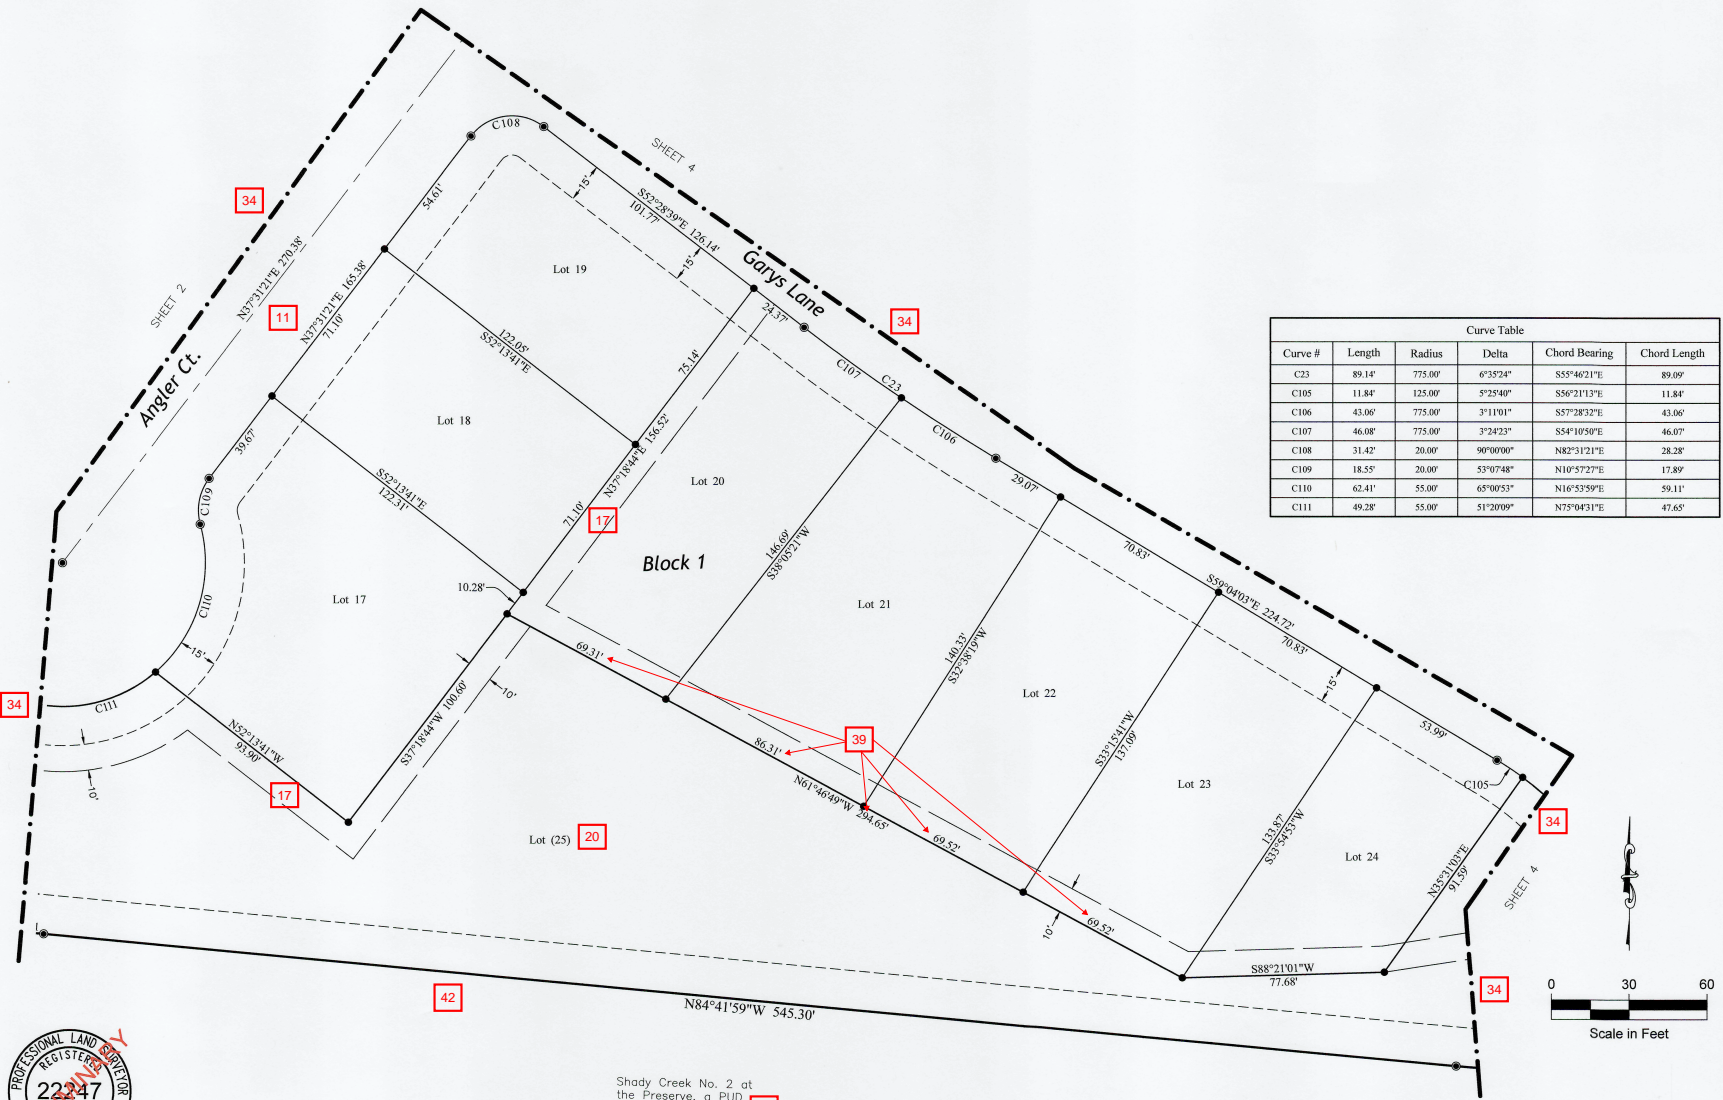 SHEET 4
C108
34
15'
S52°28'39"E 126.14'
101.77'
54.61'
15'
Garys Lane
Lot 19
SHEET 2
N37°31'21"E 270.38'
11
N37°31'21"E 165.38'
71.10'
24.37'
34
122.05'
S52°13'41"E
75.14'
C107
C23
Angler Ct.
Curve Table
Curve # Length Radius Delta Chord Bearing Chord Length
C23 89.14' 775.00' 6°35'24" S55°46'21"E 89.09'
C105 11.84' 125.00' 5°25'40" S56°21'13"E 11.84'
C106 43.06' 775.00' 3°11'01" S57°28'32"E 43.06'
C107 46.08' 775.00' 3°24'23" S54°10'50"E 46.07'
C108 31.42' 20.00' 90°00'00" N82°31'21"E 28.28'
C109 18.55' 20.00' 53°07'48" N10°57'27"E 17.89'
C110 62.41' 55.00' 65°00'53" N16°53'59"E 59.11'
C111 49.28' 55.00' 51°20'09" N75°04'31"E 47.65'
Lot 18
39.67'
C106
N37°18'44"E 156.52'
S52°13'41"E
122.31'
Lot 20
29.07'
C109
71.10'
17
146.69'
S38°05'21"W
70.83'
Block 1
10.28'
Lot 17
C110
Lot 21
S59°04'03"E 224.72'
70.83'
15'
69.31'
140.33'
S32°38'19"W
34
C111
N52°13'41"W
93.90'
S37°18'44"W 100.60'
10'
Lot 22
15'
53.99'
39
86.31'
S33°15'41"W
137.09'
N61°46'49"W 294.65'
Lot 23
C105
10'
17
34
Lot (25)
20
69.52'
133.87'
S33°54'53"W
Lot 24
N35°31'03"E
91.59'
SHEET 4
69.52'
10'
S88°21'01"W
77.68'
34
42
N84°41'59"W 545.30'
0 30 60
Scale in Feet
PROFESSIONAL LAND SURVEYOR
REGISTERED
22247
Shady Creek No. 2 at
the Preserve, a PUD